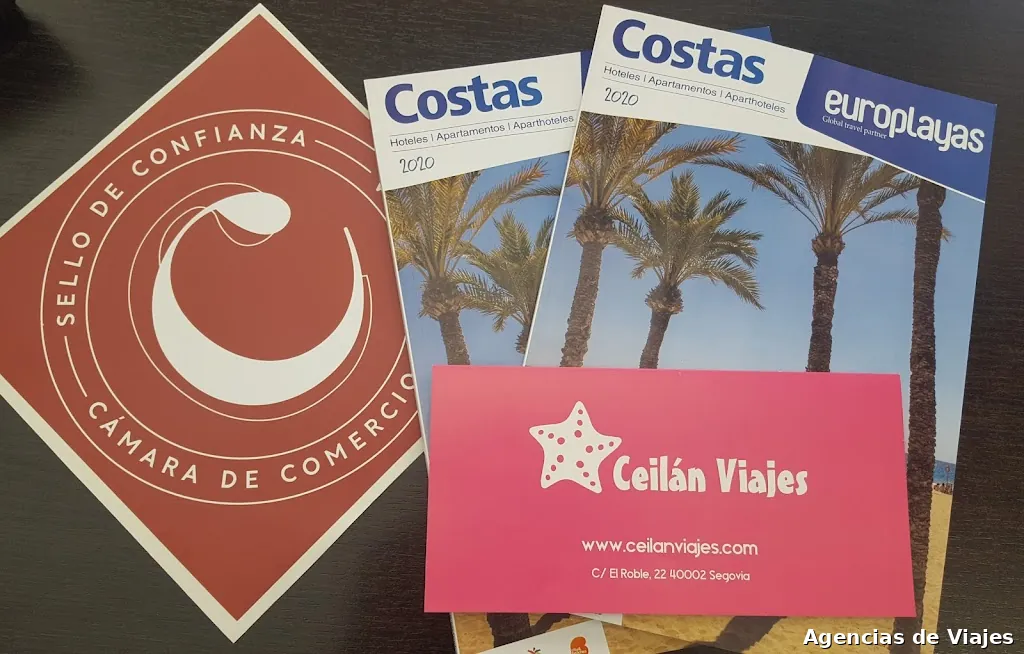 SELLO DE CONFIANZA
CÁMARA DE COMERCIO
Costas
Hoteles | Apartamentos | Aparthoteles
2020
Costas
Hoteles | Apartamentos | Aparthoteles
2020
europlayas
Global travel partner
Ceilán Viajes
www.ceilanviajes.com
C/ El Roble, 22 40002 Segovia
Agencias de Viajes